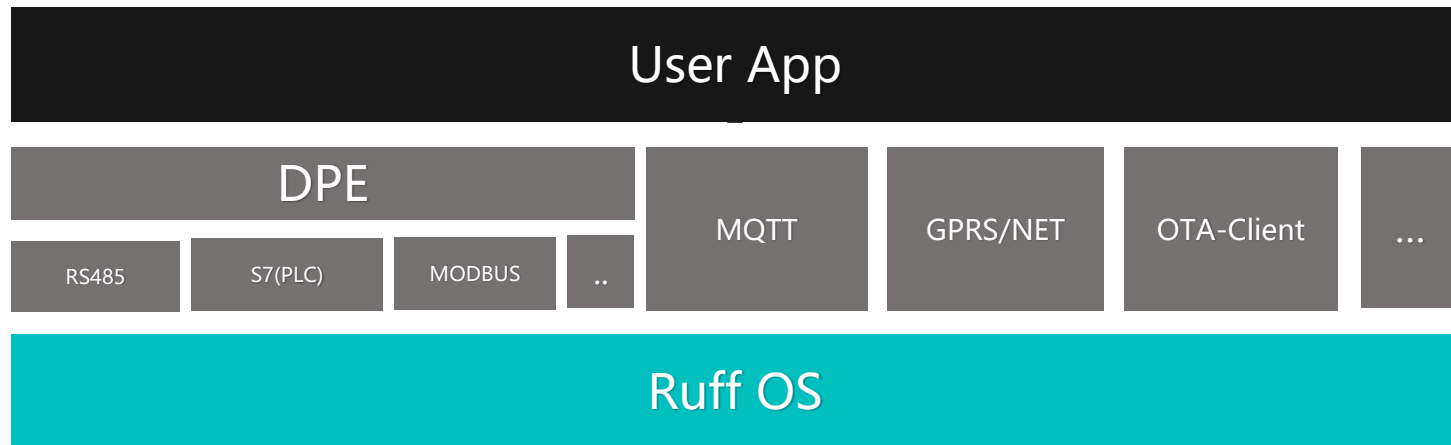 User App
DPE
MQTT
GPRS/NET
OTA-Client
...
RS485
S7(PLC)
MODBUS
..
Ruff OS